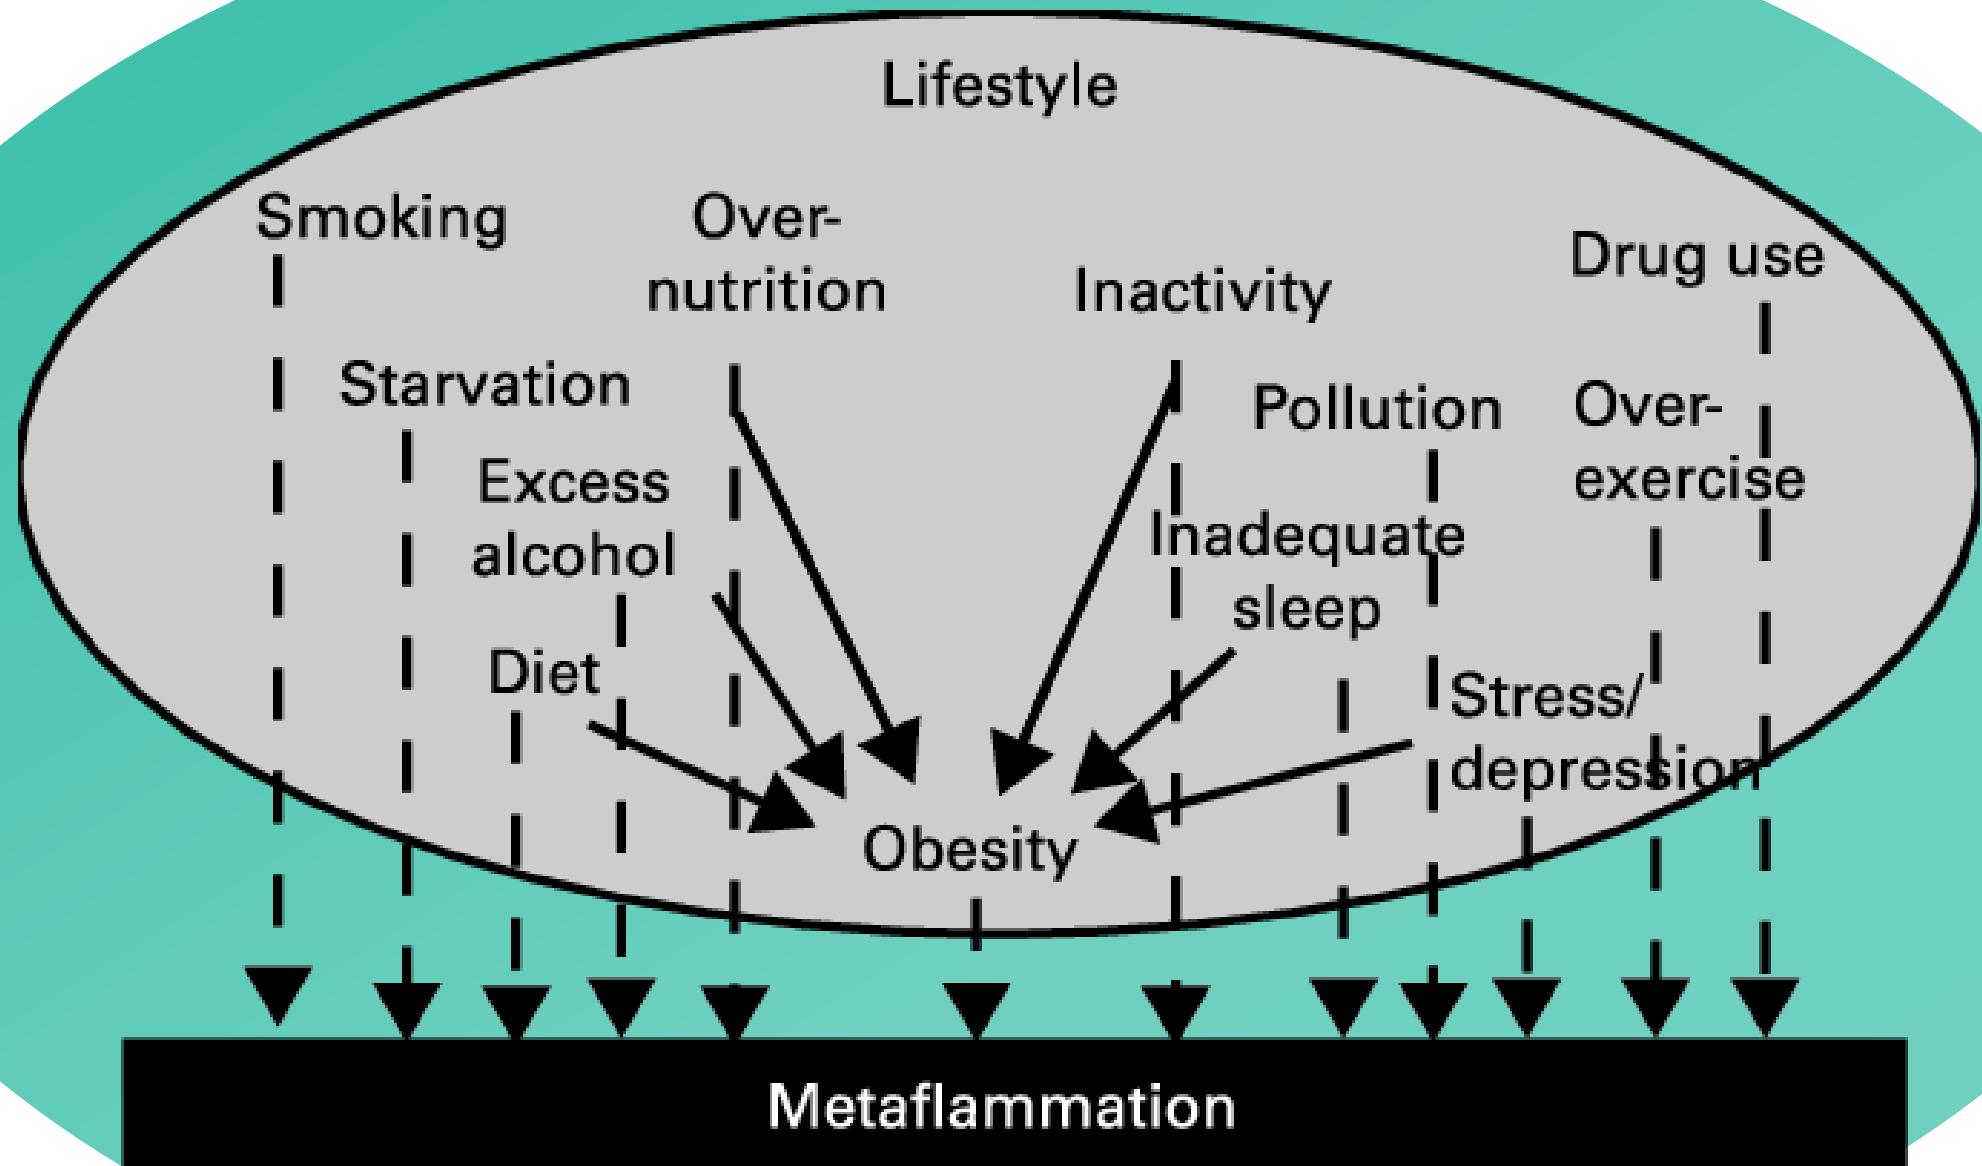 Lifestyle
Smoking
Over-
nutrition
Inactivity
Drug use
Starvation
Pollution
Over-
exercise
Excess
alcohol
Inadequate
sleep
Diet
Stress/
depression
Obesity
Metaflammation